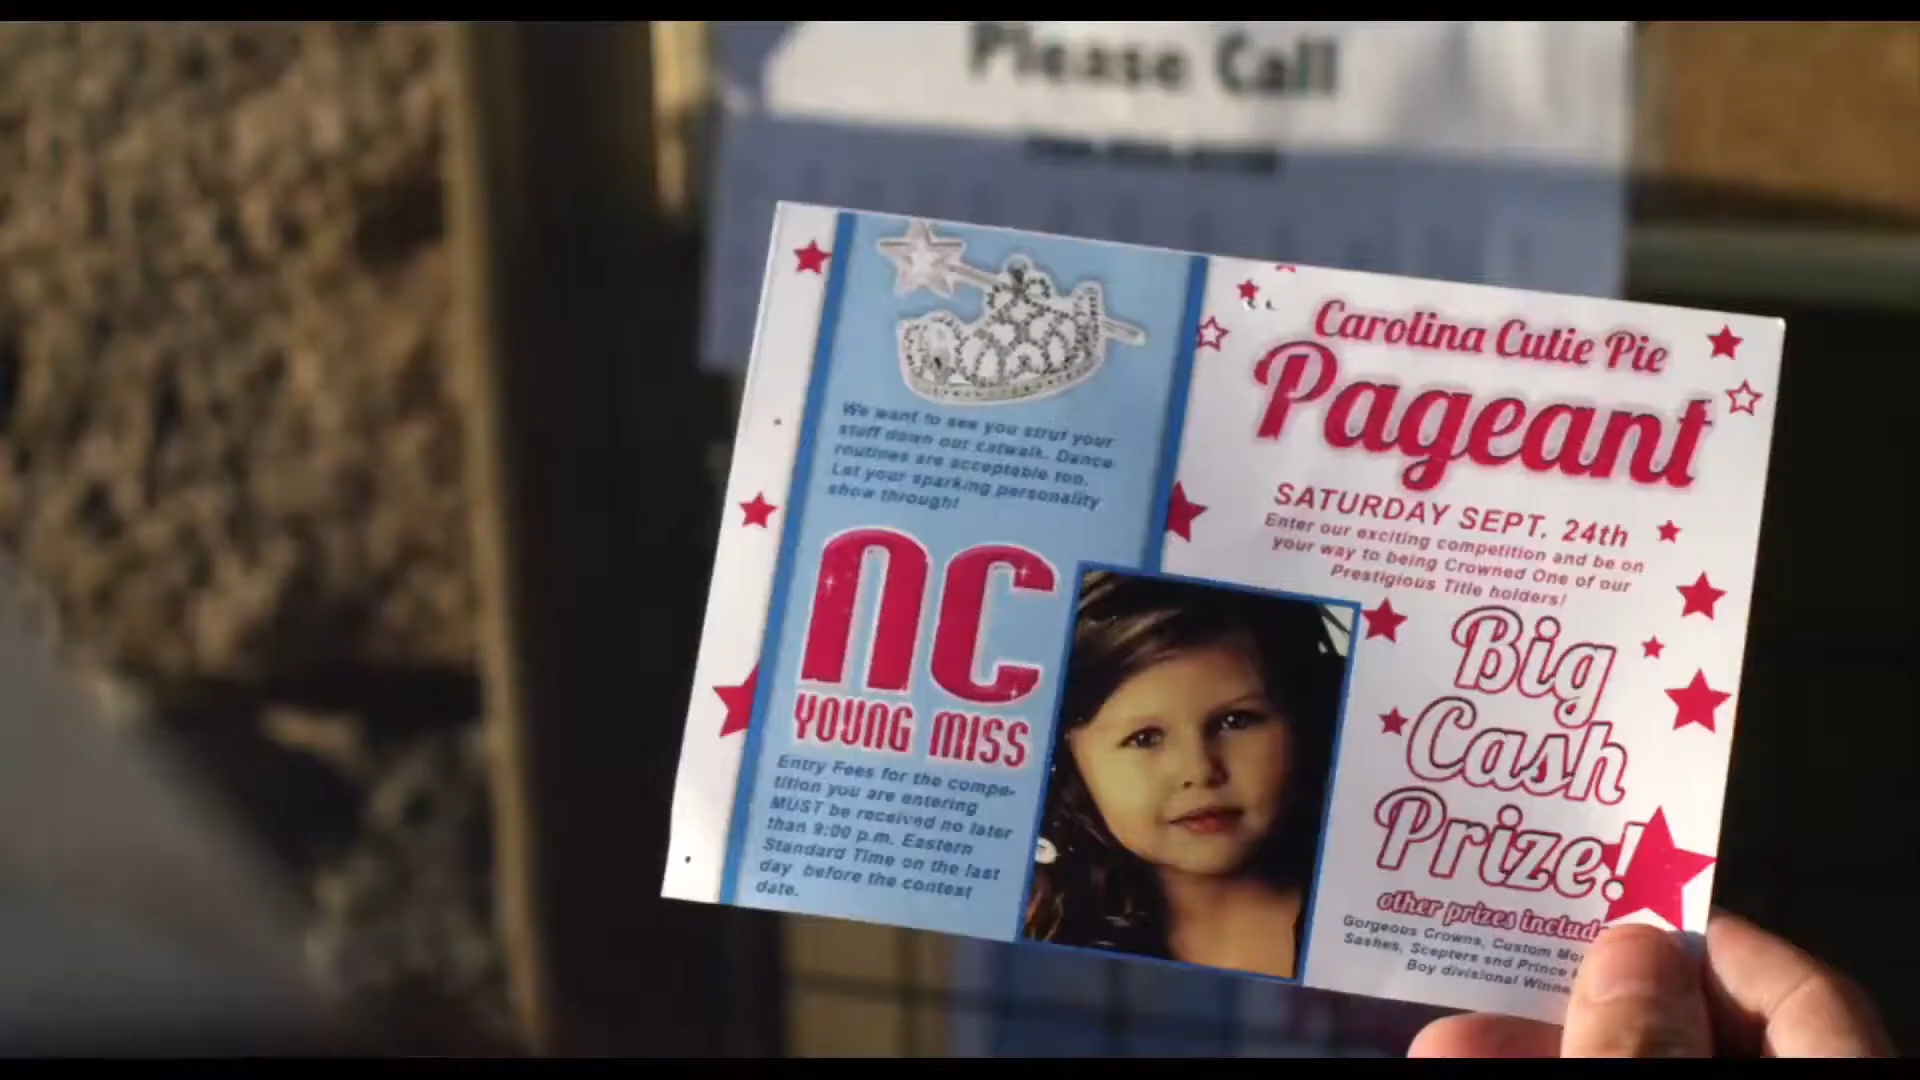 Please Call
We want to see you strut your
stuff down out catwalk. Dance
routines are acceptable too.
Let your sparking personality
show through!
NC
YOUNG MISS
Entry Fees for the compe-
tition you are entering
MUST be received no later
than 9:00 p.m. Eastern
Standard Time on the last
day before the contest
date.
Carolina Cutie Pie
Pageant
SATURDAY SEPT. 24th
Enter our exciting competition and be on
your way to being Crowned One of our
Prestigious Title holders!
Big
Cash
Prize!
other prizes include
Gorgeous Crowns, Custom
Sashes, Scepters snd Prince
Boy divisional